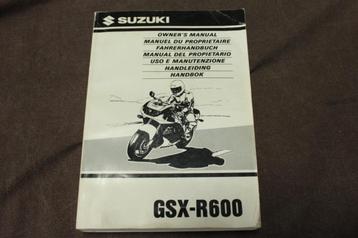 SUZUKI
OWNER'S MANUAL
MANUEL DU PROPRIETAIRE
FAHRERHANDBUCH
MANUAL DEL PROPIETARIO
USO E MANUTENZIONE
HANDLEIDING
HANDBOK
GSX-R600